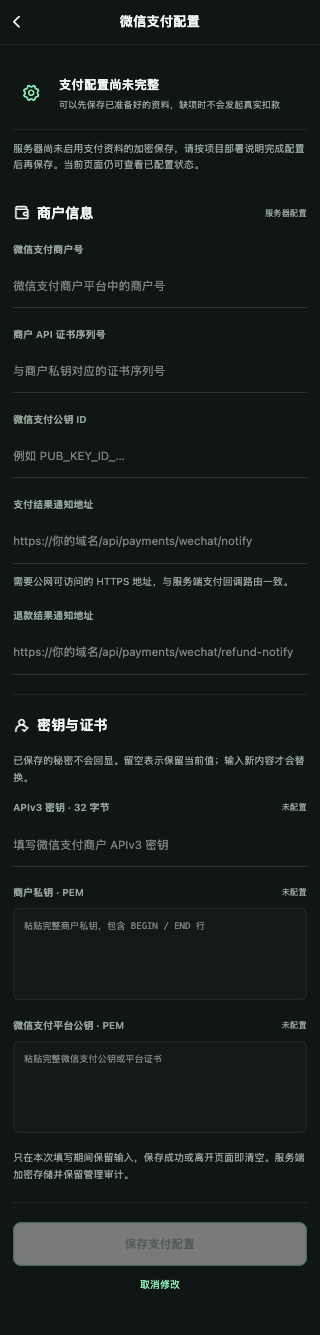 微信支付配置
支付配置尚未完整
可以先保存已准备好的资料，缺项时不会发起真实扣款
服务器尚未启用支付资料的加密保存，请按项目部署说明完成配置
后再保存。当前页面仍可查看已配置状态。
商户信息
服务器配置
微信支付商户号
微信支付商户平台中的商户号
商户 API 证书序列号
与商户私钥对应的证书序列号
微信支付公钥 ID
例如 PUB_KEY_ID_...
支付结果通知地址
https://你的域名/api/payments/wechat/notify
需要公网可访问的 HTTPS 地址，与服务端支付回调路由一致。
退款结果通知地址
https://你的域名/api/payments/wechat/refund-notify
密钥与证书
已保存的秘密不会回显。留空表示保留当前值；输入新内容才会替
换。
APIv3 密钥 · 32 字节
未配置
填写微信支付商户 APIv3 密钥
商户私钥 · PEM
未配置
粘贴完整商户私钥，包含 BEGIN / END 行
微信支付平台公钥 · PEM
未配置
粘贴完整微信支付公钥或平台证书
只在本次填写期间保留输入，保存成功或离开页面即清空。服务端
加密存储并保留管理审计。
保存支付配置
取消修改